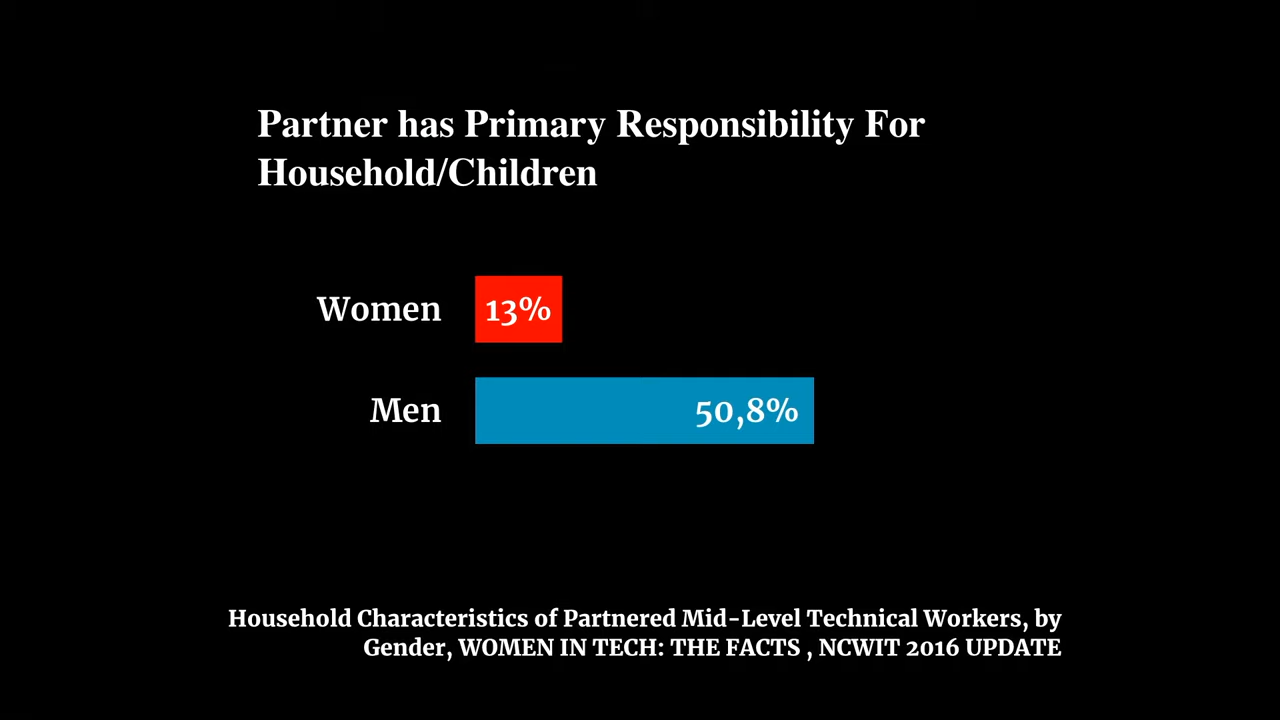 Partner has Primary Responsibility For
Household/Children
Women 13%
Men 50,8%
Household Characteristics of Partnered Mid-Level Technical Workers, by
Gender, WOMEN IN TECH: THE FACTS , NCWIT 2016 UPDATE